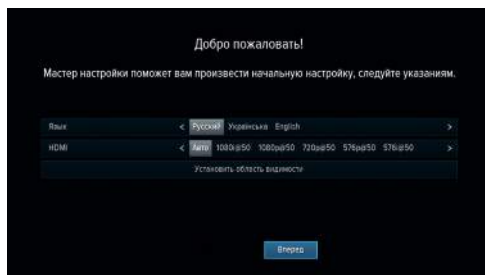 Добро пожаловать!
Мастер настройки поможет вам произвести начальную настройку, следуйте указаниям.
Язык < Русский Українська English >
HDMI < Авто 1080i@50 1080p@50 720p@50 576p@50 576i@50 >
Установить область видимости
Вперед